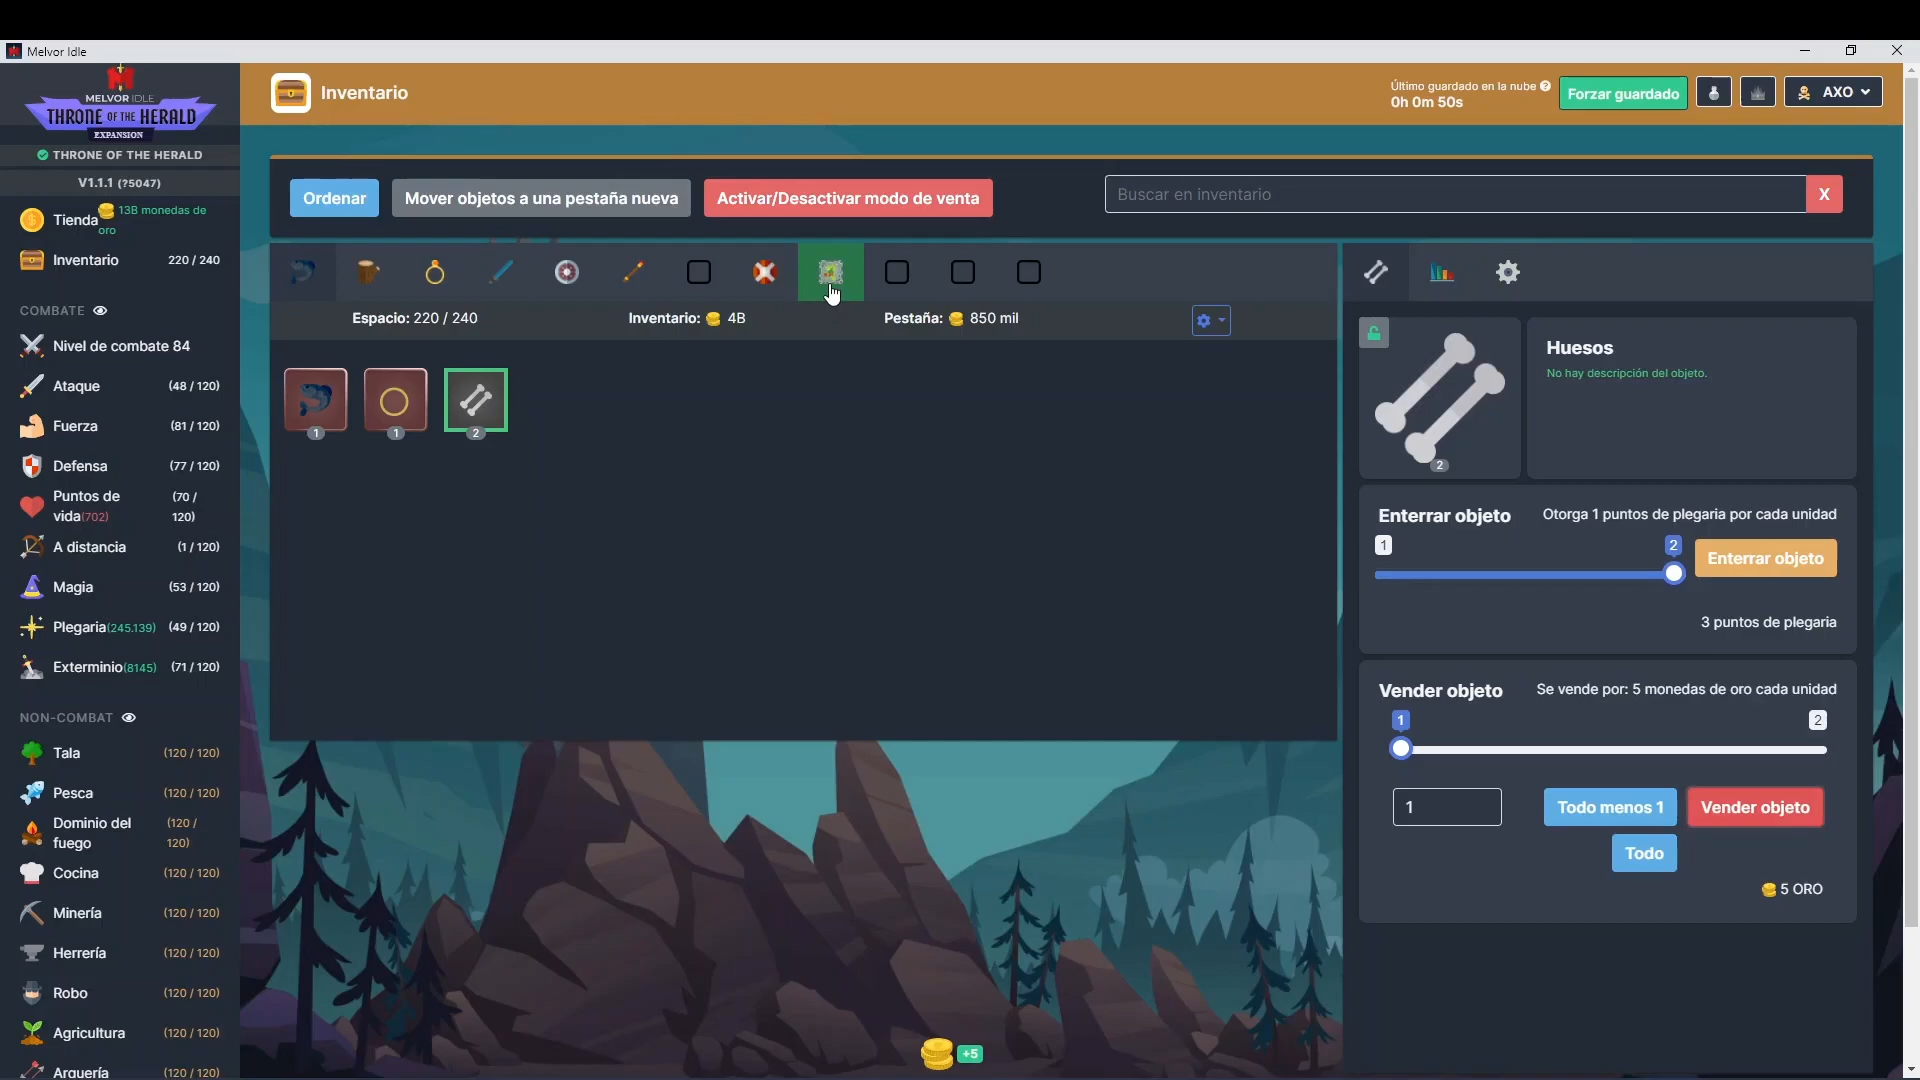 Melvor Idle
MELVOR IDLE
THRONE OF THE HERALD
EXPANSION
THRONE OF THE HERALD
V1.1.1 (?5047)
Tienda 13B monedas de
oro
Inventario 220 / 240
COMBATE
Nivel de combate 84
Ataque (48 / 120)
Fuerza (81 / 120)
Defensa (77 / 120)
Puntos de (70 /
vida(702) 120)
A distancia (1 / 120)
Magia (53 / 120)
Plegaria(245.139) (49 / 120)
Exterminio(8145) (71 / 120)
NON-COMBAT
Tala (120 / 120)
Pesca (120 / 120)
Dominio del (120 /
fuego 120)
Cocina (120 / 120)
Minería (120 / 120)
Herrería (120 / 120)
Robo (120 / 120)
Agricultura (120 / 120)
Arquería (120 / 120)
Inventario
Último guardado en la nube ?
0h 0m 50s
Forzar guardado
AXO
Ordenar
Mover objetos a una pestaña nueva
Activar/Desactivar modo de venta
Buscar en inventario
X
Espacio: 220 / 240
Inventario: 4B
Pestaña: 850 mil
1
1
2
2
Huesos
No hay descripción del objeto.
Enterrar objeto
Otorga 1 puntos de plegaria por cada unidad
1
2
Enterrar objeto
3 puntos de plegaria
Vender objeto
Se vende por: 5 monedas de oro cada unidad
1
2
1
Todo menos 1
Vender objeto
Todo
5 ORO
+5